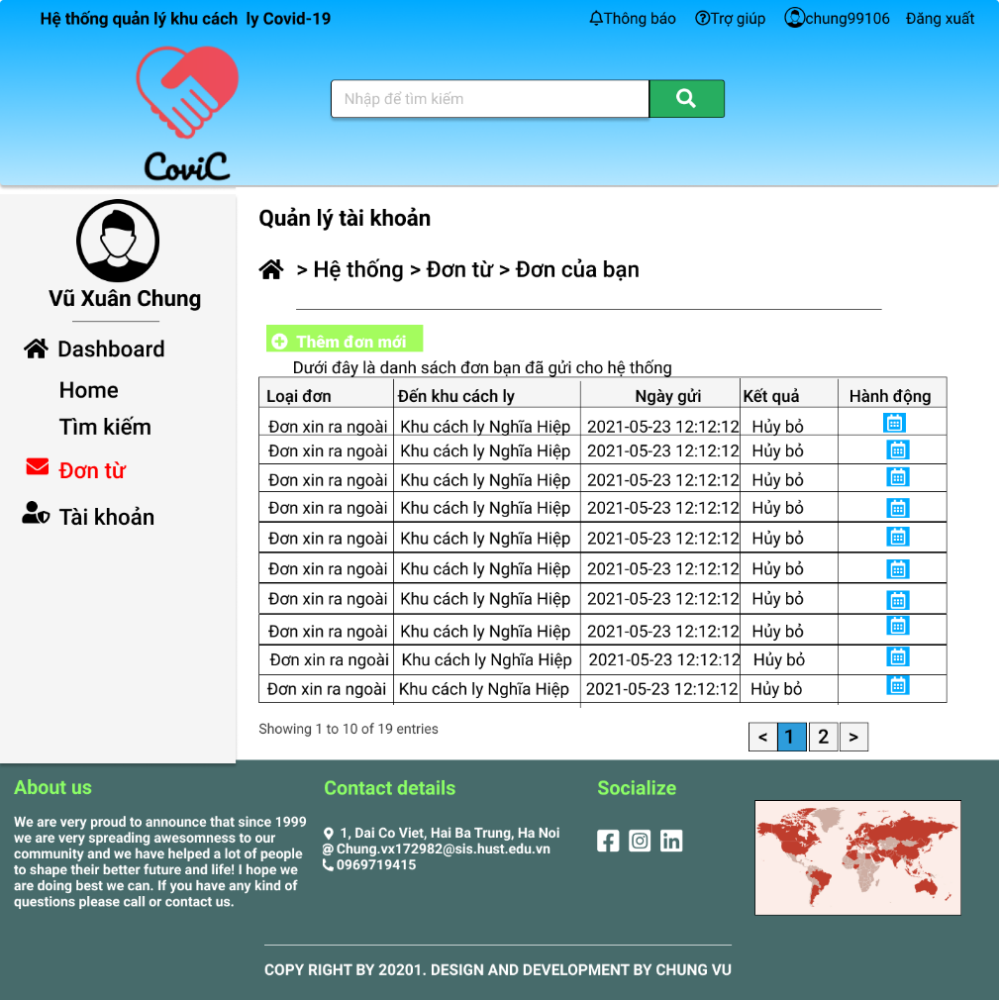 Hệ thống quản lý khu cách ly Covid-19
Thông báo Trợ giúp chung99106 Đăng xuất
Nhập để tìm kiếm
CoviC
Vũ Xuân Chung
Dashboard
Home
Tìm kiếm
Đơn từ
Tài khoản
Quản lý tài khoản
> Hệ thống > Đơn từ > Đơn của bạn
Thêm đơn mới
Dưới đây là danh sách đơn bạn đã gửi cho hệ thống
Loại đơn Đến khu cách ly Ngày gửi Kết quả Hành động
Đơn xin ra ngoài Khu cách ly Nghĩa Hiệp 2021-05-23 12:12:12 Hủy bỏ
Đơn xin ra ngoài Khu cách ly Nghĩa Hiệp 2021-05-23 12:12:12 Hủy bỏ
Đơn xin ra ngoài Khu cách ly Nghĩa Hiệp 2021-05-23 12:12:12 Hủy bỏ
Đơn xin ra ngoài Khu cách ly Nghĩa Hiệp 2021-05-23 12:12:12 Hủy bỏ
Đơn xin ra ngoài Khu cách ly Nghĩa Hiệp 2021-05-23 12:12:12 Hủy bỏ
Đơn xin ra ngoài Khu cách ly Nghĩa Hiệp 2021-05-23 12:12:12 Hủy bỏ
Đơn xin ra ngoài Khu cách ly Nghĩa Hiệp 2021-05-23 12:12:12 Hủy bỏ
Đơn xin ra ngoài Khu cách ly Nghĩa Hiệp 2021-05-23 12:12:12 Hủy bỏ
Đơn xin ra ngoài Khu cách ly Nghĩa Hiệp 2021-05-23 12:12:12 Hủy bỏ
Đơn xin ra ngoài Khu cách ly Nghĩa Hiệp 2021-05-23 12:12:12 Hủy bỏ
Showing 1 to 10 of 19 entries
< 1 2 >
About us
We are very proud to announce that since 1999
we are very spreading awesomness to our
community and we have helped a lot of people
to shape their better future and life! I hope we
are doing best we can. If you have any kind of
questions please call or contact us.
Contact details
1, Dai Co Viet, Hai Ba Trung, Ha Noi
@ Chung.vx172982@sis.hust.edu.vn
0969719415
Socialize
COPY RIGHT BY 20201. DESIGN AND DEVELOPMENT BY CHUNG VU